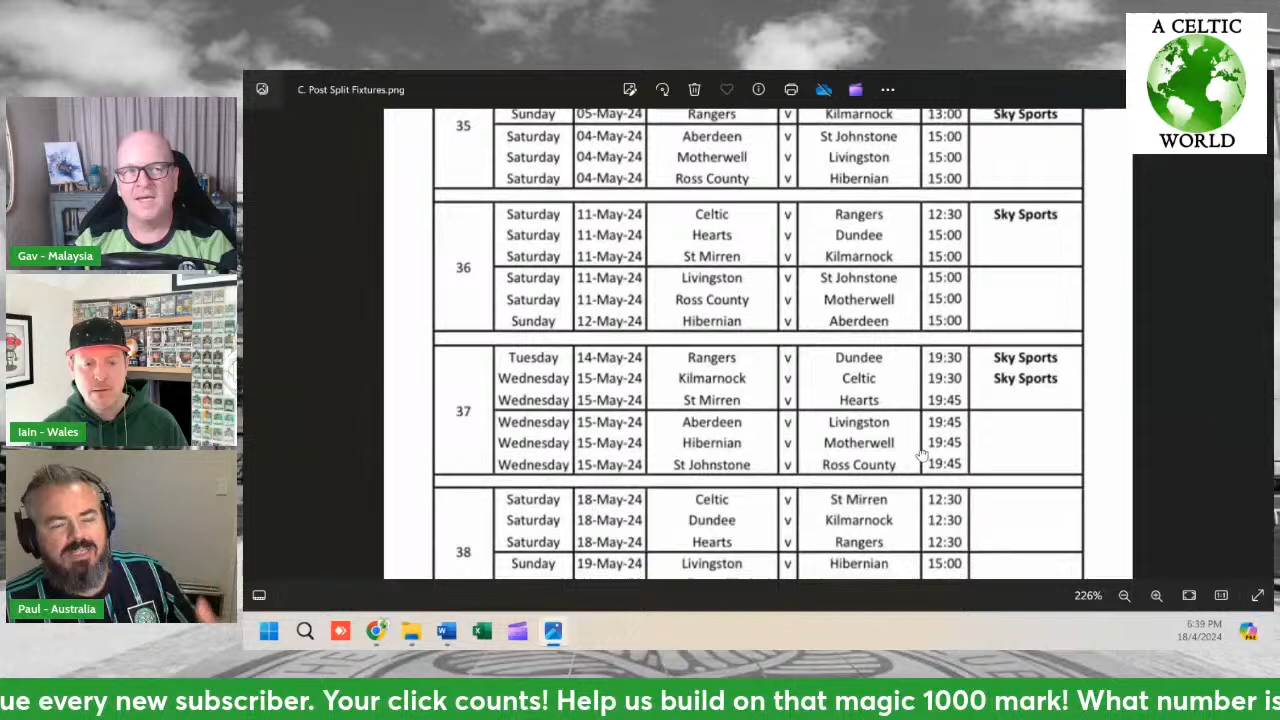 A CELTIC
WORLD
C. Post Split Fixtures.png
Gav - Malaysia
Iain - Wales
Paul - Australia
35
Sunday 05-May-24 Rangers v Kilmarnock 13:00 Sky Sports
Saturday 04-May-24 Aberdeen v St Johnstone 15:00
Saturday 04-May-24 Motherwell v Livingston 15:00
Saturday 04-May-24 Ross County v Hibernian 15:00
36
Saturday 11-May-24 Celtic v Rangers 12:30 Sky Sports
Saturday 11-May-24 Hearts v Dundee 15:00
Saturday 11-May-24 St Mirren v Kilmarnock 15:00
Saturday 11-May-24 Livingston v St Johnstone 15:00
Saturday 11-May-24 Ross County v Motherwell 15:00
Sunday 12-May-24 Hibernian v Aberdeen 15:00
37
Tuesday 14-May-24 Rangers v Dundee 19:30 Sky Sports
Wednesday 15-May-24 Kilmarnock v Celtic 19:30 Sky Sports
Wednesday 15-May-24 St Mirren v Hearts 19:45
Wednesday 15-May-24 Aberdeen v Livingston 19:45
Wednesday 15-May-24 Hibernian v Motherwell 19:45
Wednesday 15-May-24 St Johnstone v Ross County 19:45
38
Saturday 18-May-24 Celtic v St Mirren 12:30
Saturday 18-May-24 Dundee v Kilmarnock 12:30
Saturday 18-May-24 Hearts v Rangers 12:30
Sunday 19-May-24 Livingston v Hibernian 15:00
226%
6:39 PM
18/4/2024
ue every new subscriber. Your click counts! Help us build on that magic 1000 mark! What number is